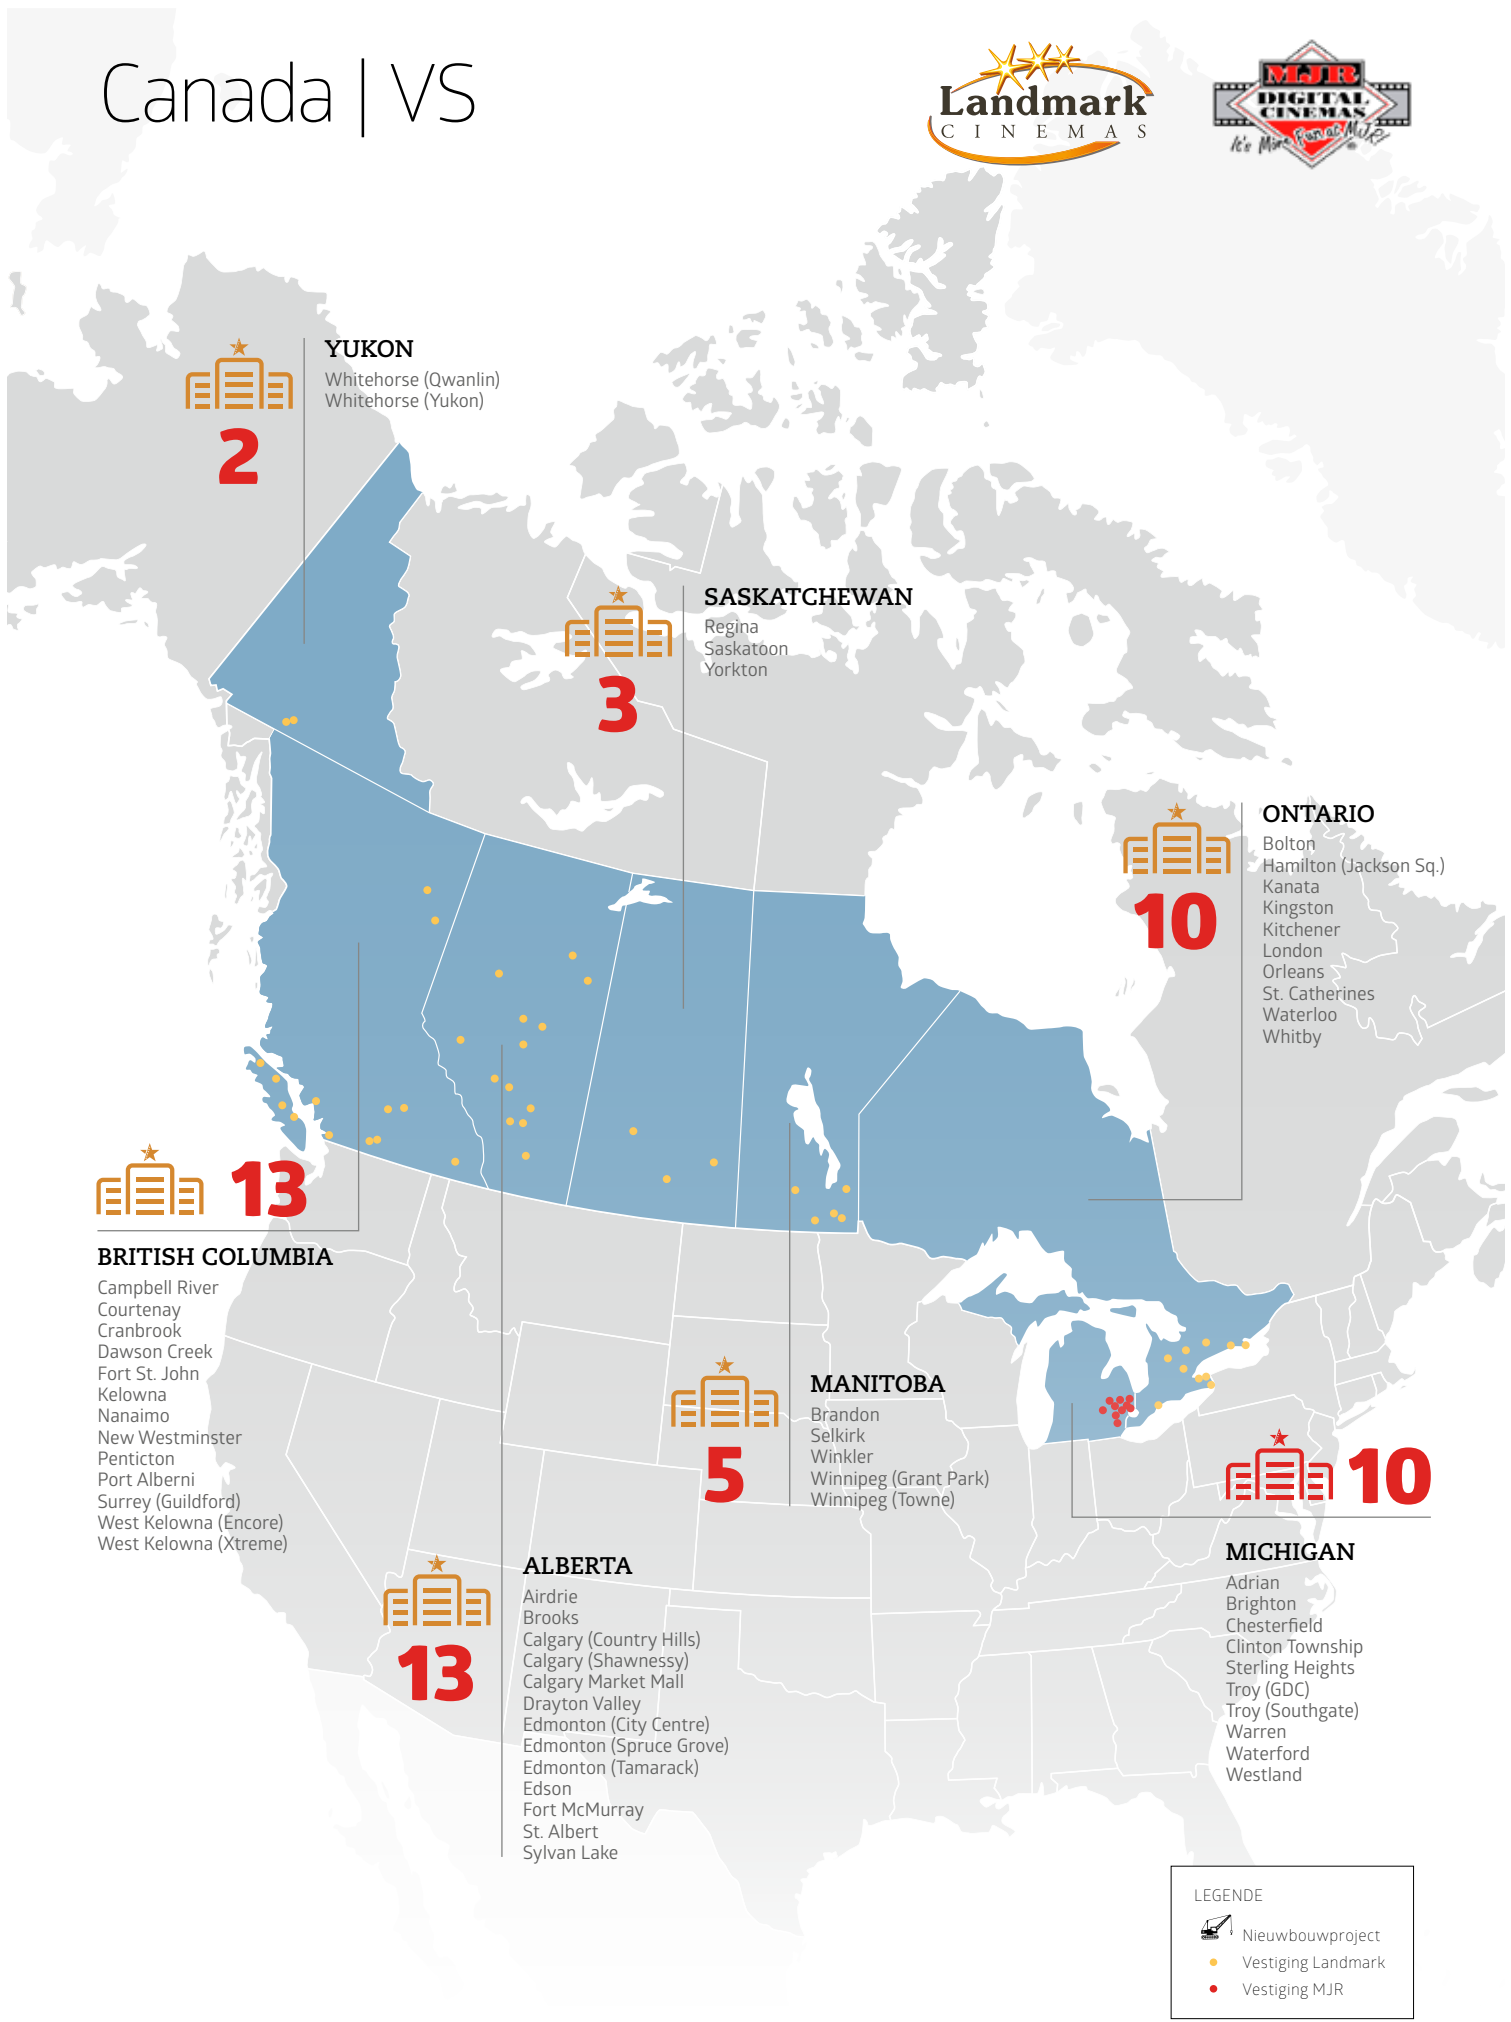 Canada | VS
Landmark
CINEMAS
MJR
DIGITAL
CINEMAS
It's More Fun at MJR!
YUKON
Whitehorse (Qwanlin)
Whitehorse (Yukon)
2
SASKATCHEWAN
Regina
Saskatoon
Yorkton
3
ONTARIO
Bolton
Hamilton (Jackson Sq.)
Kanata
Kingston
Kitchener
London
Orleans
St. Catherines
Waterloo
Whitby
10
13
BRITISH COLUMBIA
Campbell River
Courtenay
Cranbrook
Dawson Creek
Fort St. John
Kelowna
Nanaimo
New Westminster
Penticton
Port Alberni
Surrey (Guildford)
West Kelowna (Encore)
West Kelowna (Xtreme)
MANITOBA
Brandon
Selkirk
Winkler
Winnipeg (Grant Park)
Winnipeg (Towne)
5
10
MICHIGAN
Adrian
Brighton
Chesterfield
Clinton Township
Sterling Heights
Troy (GDC)
Troy (Southgate)
Warren
Waterford
Westland
ALBERTA
Airdrie
Brooks
Calgary (Country Hills)
Calgary (Shawnessy)
Calgary Market Mall
Drayton Valley
Edmonton (City Centre)
Edmonton (Spruce Grove)
Edmonton (Tamarack)
Edson
Fort McMurray
St. Albert
Sylvan Lake
13
LEGENDE
Nieuwbouwproject
Vestiging Landmark
Vestiging MJR